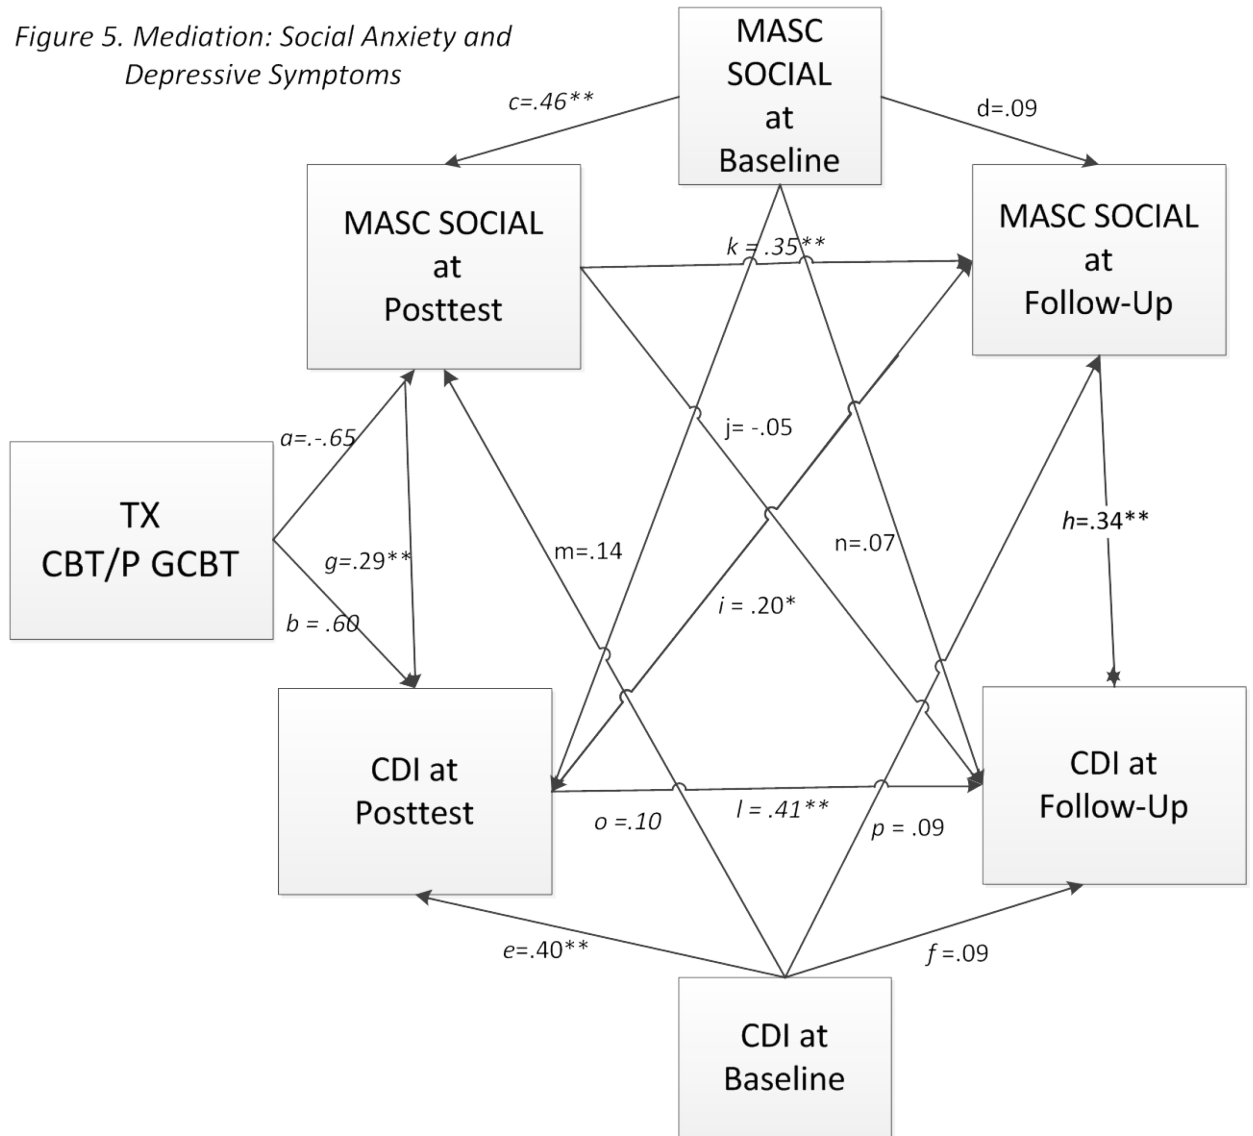 Figure 5. Mediation: Social Anxiety and
Depressive Symptoms
MASC
SOCIAL
at
Baseline
c=.46**
d=.09
MASC SOCIAL
at
Posttest
MASC SOCIAL
at
Follow-Up
k = .35**
a=.-.65
j= -.05
TX
CBT/P GCBT
g=.29**
m=.14
n=.07
h=.34**
b = .60
i = .20*
CDI at
Posttest
CDI at
Follow-Up
o =.10
l = .41**
p = .09
e=.40**
f=.09
CDI at
Baseline